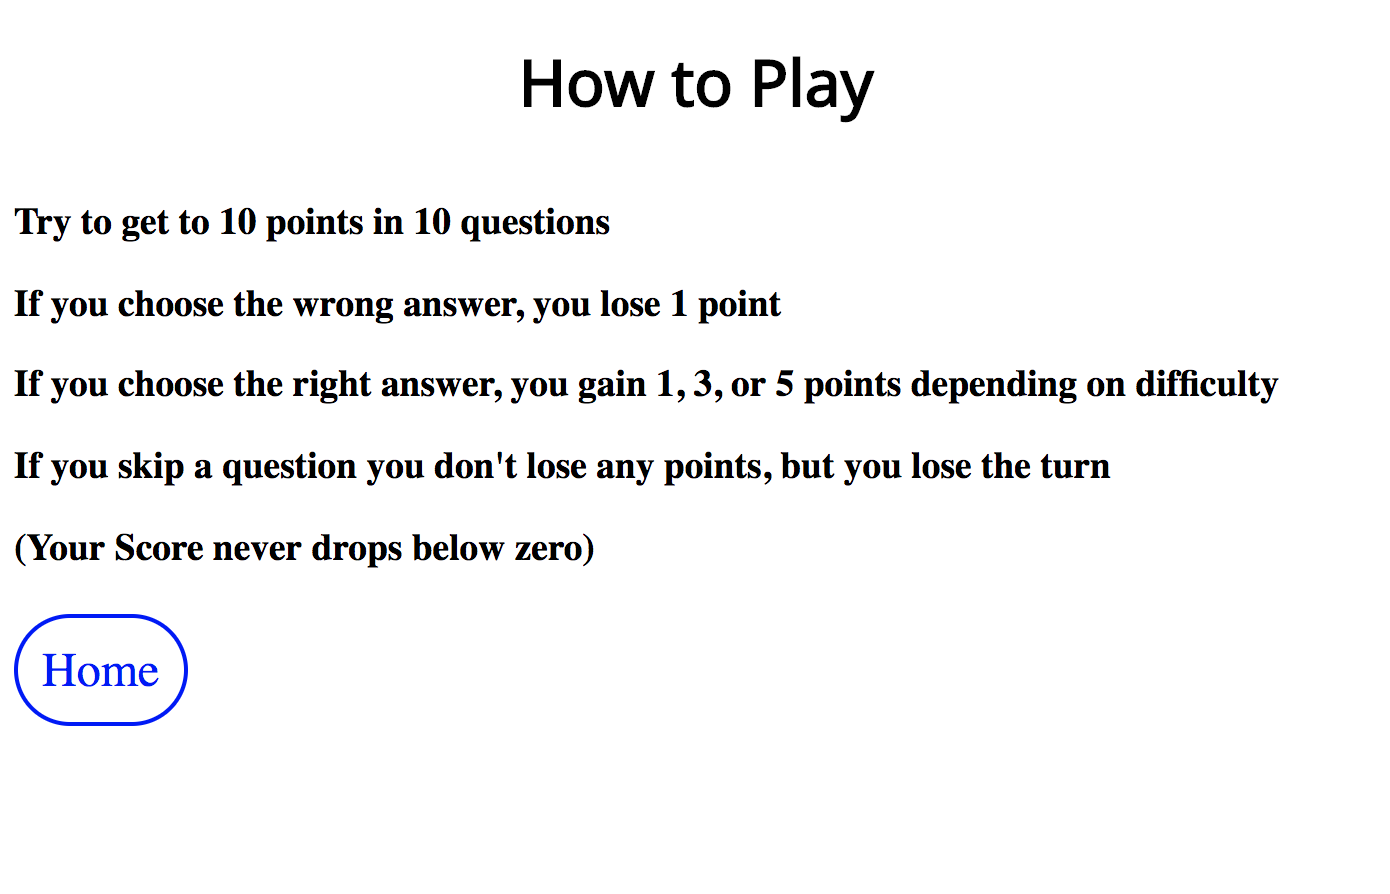 How to Play
Try to get to 10 points in 10 questions
If you choose the wrong answer, you lose 1 point
If you choose the right answer, you gain 1, 3, or 5 points depending on difficulty
If you skip a question you don't lose any points, but you lose the turn
(Your Score never drops below zero)
Home